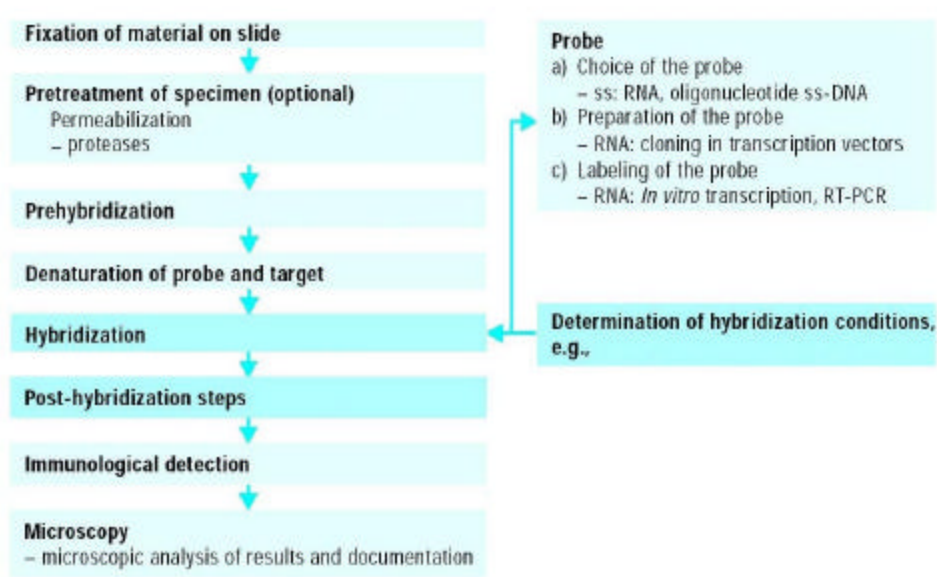 Fixation of material on slide
Pretreatment of specimen (optional)
Permeabilization
– proteases
Prehybridization
Denaturation of probe and target
Hybridization
Post-hybridization steps
Immunological detection
Microscopy
– microscopic analysis of results and documentation
Probe
a) Choice of the probe
– ss: RNA, oligonucleotide ss-DNA
b) Preparation of the probe
– RNA: cloning in transcription vectors
c) Labeling of the probe
– RNA: In vitro transcription, RT-PCR
Determination of hybridization conditions,
e.g.,